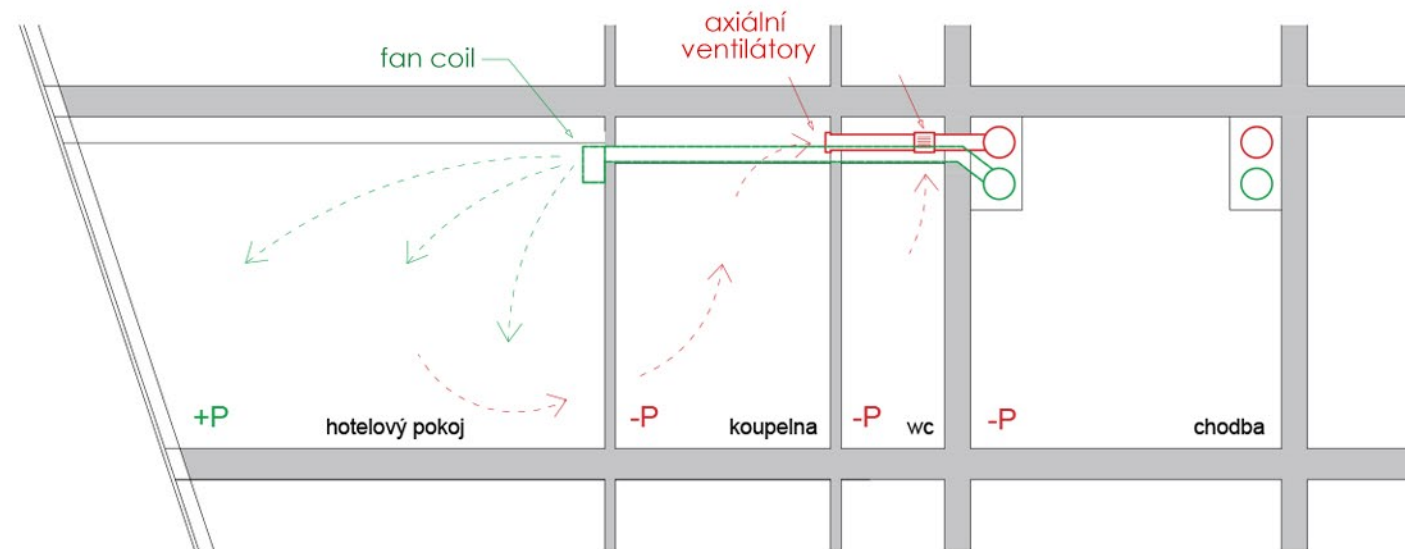 axiální
ventilátory
fan coil
+P
hotelový pokoj
-P
koupelna
-P
wc
-P
chodba